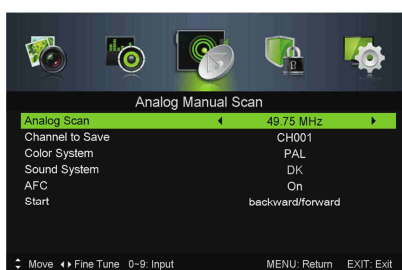 Analog Manual Scan
Analog Scan 49.75 MHz
Channel to Save CH001
Color System PAL
Sound System DK
AFC On
Start backward/forward
Move Fine Tune 0~9: Input MENU: Return EXIT: Exit